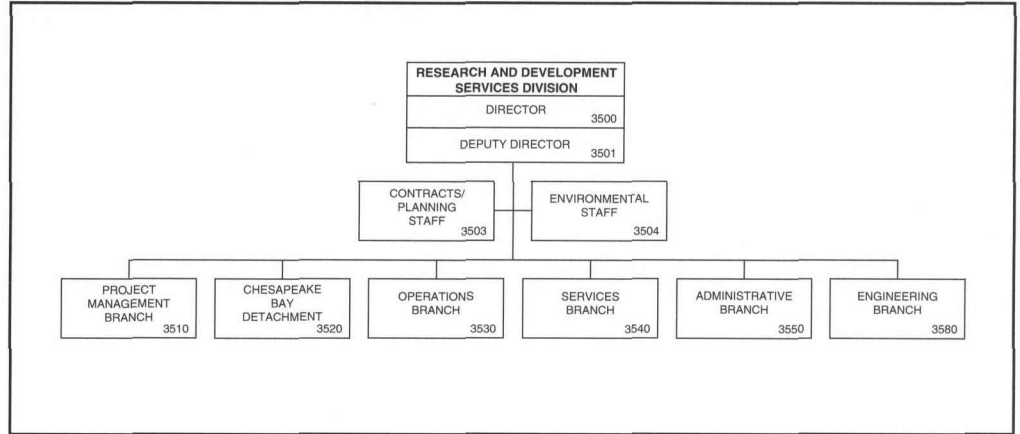 RESEARCH AND DEVELOPMENT
SERVICES DIVISION
DIRECTOR
3500
DEPUTY DIRECTOR
3501
CONTRACTS/
PLANNING
STAFF
3503
ENVIRONMENTAL
STAFF
3504
PROJECT
MANAGEMENT
BRANCH
3510
CHESAPEAKE
BAY
DETACHMENT
3520
OPERATIONS
BRANCH
3530
SERVICES
BRANCH
3540
ADMINISTRATIVE
BRANCH
3550
ENGINEERING
BRANCH
3580